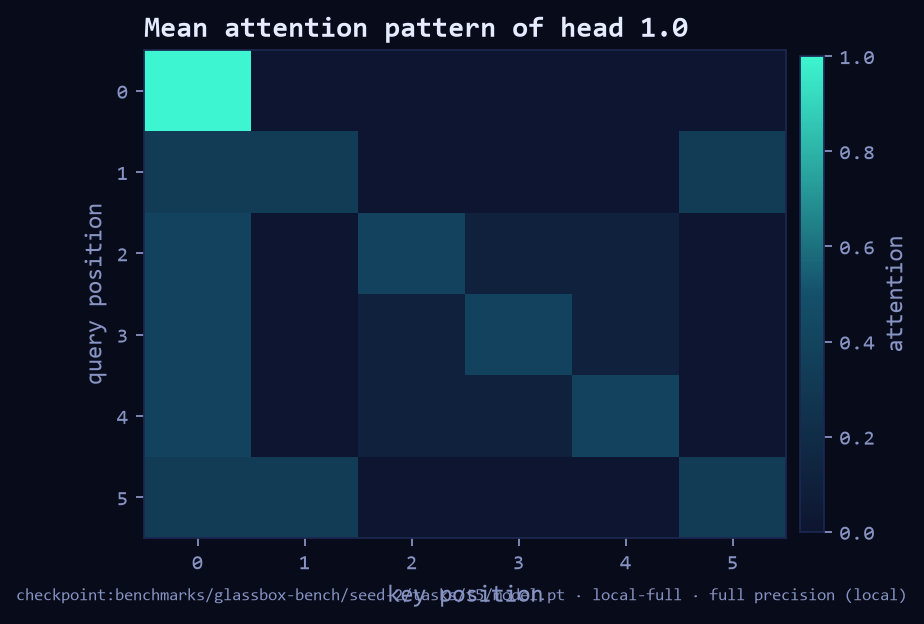 Mean attention pattern of head 1.0
1.0
0
0.8
1
query position
2
0.6
attention
3
0.4
4
0.2
5
0.0
0 1 2 3 4 5
key position
checkpoint:benchmarks/glassbox-bench/seed- .pt · local-full · full precision (local)